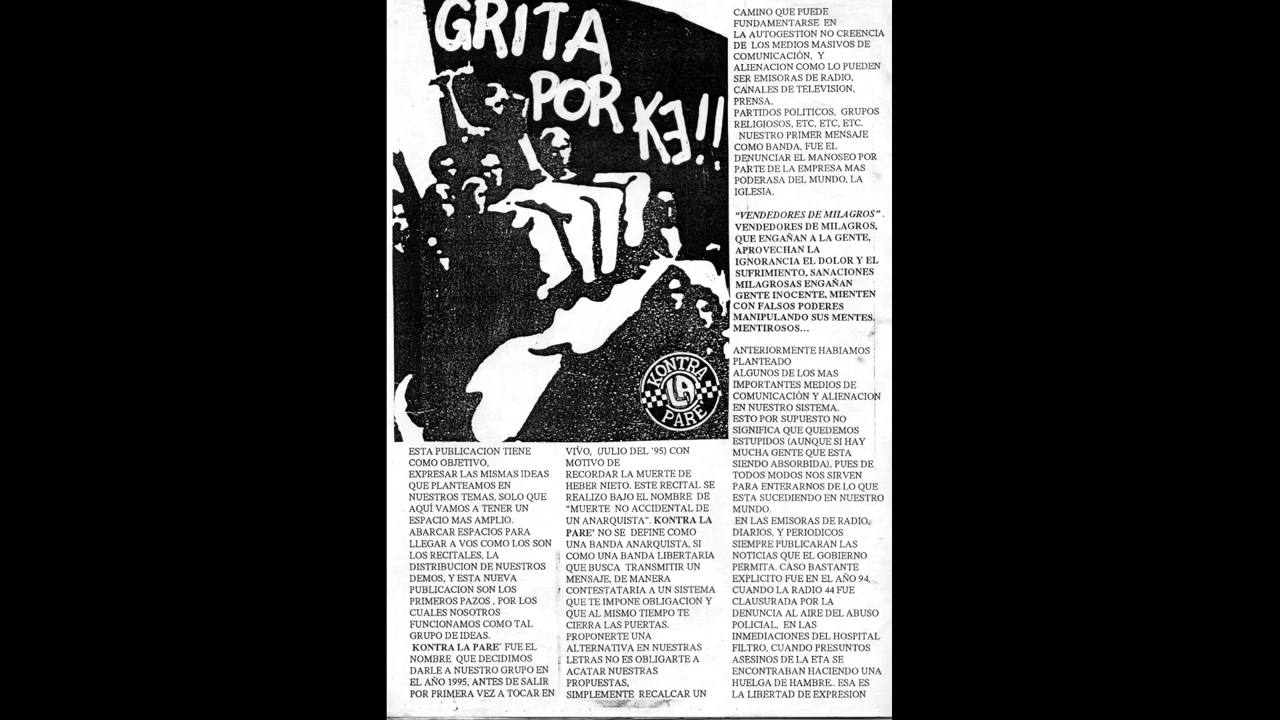 GRITA
POR
KE!!
KONTRA
LA
PARE
ESTA PUBLICACION TIENE
COMO OBJETIVO,
EXPRESAR LAS MISMAS IDEAS
QUE PLANTEAMOS EN
NUESTROS TEMAS, SOLO QUE
AQUÍ VAMOS A TENER UN
ESPACIO MAS AMPLIO.
ABARCAR ESPACIOS PARA
LLEGAR A VOS COMO LOS SON
LOS RECITALES, LA
DISTRIBUCION DE NUESTROS
DEMOS, Y ESTA NUEVA
PUBLICACION SON LOS
PRIMEROS PAZOS , POR LOS
CUALES NOSOTROS
FUNCIONAMOS COMO TAL
GRUPO DE IDEAS.
KONTRA LA PARE´ FUE EL
NOMBRE QUE DECIDIMOS
DARLE A NUESTRO GRUPO EN
EL AÑO 1995, ANTES DE SALIR
POR PRIMERA VEZ A TOCAR EN
VIVO, (JULIO DEL '95) CON
MOTIVO DE
RECORDAR LA MUERTE DE
HEBER NIETO. ESTE RECITAL SE
REALIZO BAJO EL NOMBRE DE
“MUERTE NO ACCIDENTAL DE
UN ANARQUISTA”. KONTRA LA
PARE' NO SE DEFINE COMO
UNA BANDA ANARQUISTA, SI
COMO UNA BANDA LIBERTARIA
QUE BUSCA TRANSMITIR UN
MENSAJE, DE MANERA
CONTESTATARIA A UN SISTEMA
QUE TE IMPONE OBLIGACION Y
QUE AL MISMO TIEMPO TE
CIERRA LAS PUERTAS.
PROPONERTE UNA
ALTERNATIVA EN NUESTRAS
LETRAS NO ES OBLIGARTE A
ACATAR NUESTRAS
PROPUESTAS,
SIMPLEMENTE RECALCAR UN
CAMINO QUE PUEDE
FUNDAMENTARSE EN
LA AUTOGESTION NO CREENCIA
DE LOS MEDIOS MASIVOS DE
COMUNICACIÓN, Y
ALIENACION COMO LO PUEDEN
SER EMISORAS DE RADIO,
CANALES DE TELEVISION,
PRENSA.
PARTIDOS POLITICOS, GRUPOS
RELIGIOSOS, ETC, ETC, ETC.
NUESTRO PRIMER MENSAJE
COMO BANDA, FUE EL
DENUNCIAR EL MANOSEO POR
PARTE DE LA EMPRESA MAS
PODERASA DEL MUNDO, LA
IGLESIA.
“VENDEDORES DE MILAGROS” .
VENDEDORES DE MILAGROS,
QUE ENGAÑAN A LA GENTE,
APROVECHAN LA
IGNORANCIA EL DOLOR Y EL
SUFRIMIENTO, SANACIONES
MILAGROSAS ENGAÑAN
GENTE INOCENTE, MIENTEN
CON FALSOS PODERES
MANIPULANDO SUS MENTES.
MENTIROSOS...
ANTERIORMENTE HABIAMOS
PLANTEADO
ALGUNOS DE LOS MAS
IMPORTANTES MEDIOS DE
COMUNICACIÓN Y ALIENACION
EN NUESTRO SISTEMA.
ESTO POR SUPUESTO NO
SIGNIFICA QUE QUEDEMOS
ESTUPIDOS (AUNQUE SI HAY
MUCHA GENTE QUE ESTA
SIENDO ABSORBIDA), PUES DE
TODOS MODOS NOS SIRVEN
PARA ENTERARNOS DE LO QUE
ESTA SUCEDIENDO EN NUESTRO
MUNDO.
EN LAS EMISORAS DE RADIO,
DIARIOS, Y PERIODICOS
SIEMPRE PUBLICARAN LAS
NOTICIAS QUE EL GOBIERNO
PERMITA. CASO BASTANTE
EXPLICITO FUE EN EL AÑO 94,
CUANDO LA RADIO 44 FUE
CLAUSURADA POR LA
DENUNCIA AL AIRE DEL ABUSO
POLICIAL, EN LAS
INMEDIACIONES DEL HOSPITAL
FILTRO, CUANDO PRESUNTOS
ASESINOS DE LA ETA SE
ENCONTRABAN HACIENDO UNA
HUELGA DE HAMBRE.. ESA ES
LA LIBERTAD DE EXPRESION